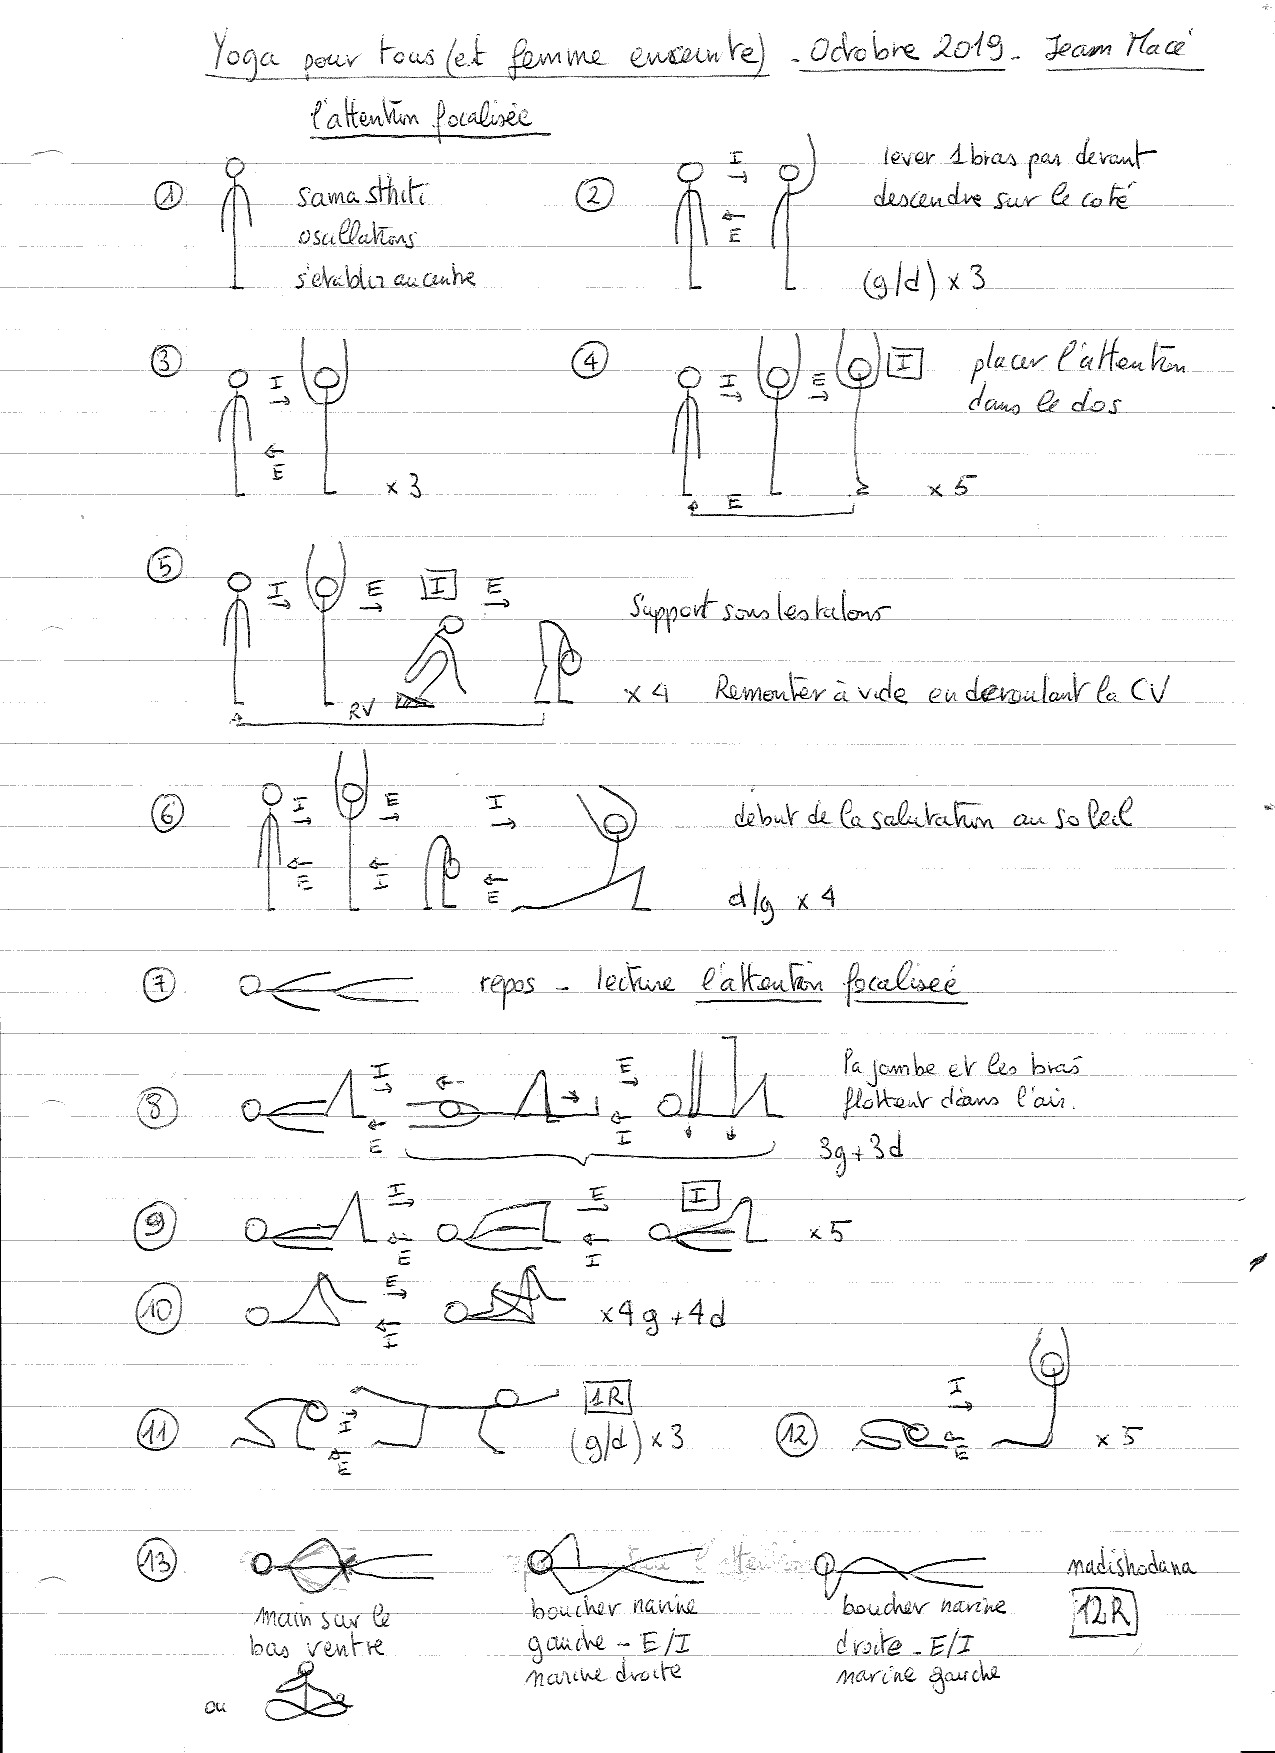 Yoga pour tous (et femme enceinte) - Octobre 2019 - Jean Macé
l'attention focalisée
① samasthiti
oscillations
s'établir au centre
② I
E
lever 1 bras par devant
descendre sur le coté
(g/d) x 3
③ I
E
x 3
④ I E I
E
placer l'attention
dans le dos
x 5
⑤ I E I E
RV
Support sous les talons
x 4 Remonter à vide en déroulant la CV
⑥ I E I
E I E
début de la salutation au soleil
d/g x 4
⑦ repos - lecture l'attention focalisée
⑧ I E
E I
la jambe et les bras
flottent dans l'air.
3g + 3d
⑨ I E I
E I
x 5
⑩ E
I
x 4g + 4d
⑪ I
E
1R
(g/d) x 3
⑫ I
E
x 5
⑬ main sur le
bas ventre
ou
boucher narine
gauche - E/I
narine droite
boucher narine
droite - E/I
narine gauche
nadishodana
12R